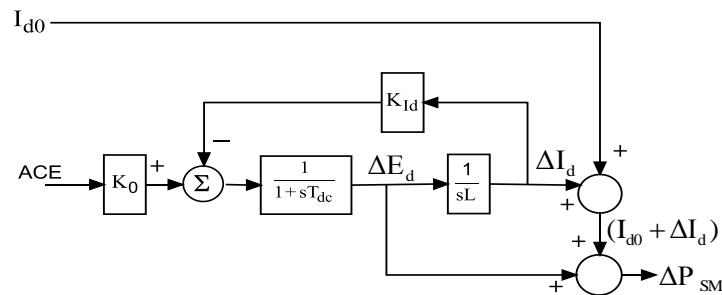 I_d0
K_Id
−
+
ACE
K_0
+
Σ
1
1+sT_dc
ΔE_d
1
sL
ΔI_d
+
+
(I_d0 + ΔI_d)
+
ΔP_SM